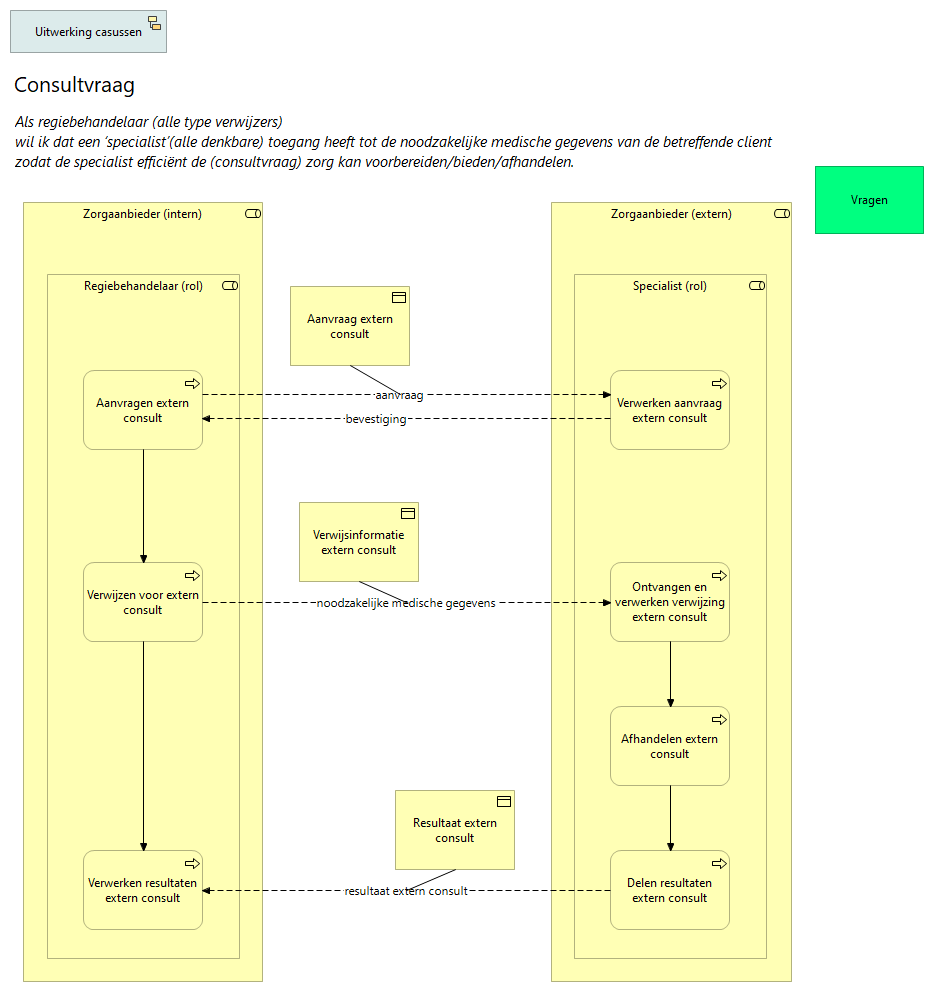 Uitwerking casussen
Consultvraag
Als regiebehandelaar (alle type verwijzers)
wil ik dat een ‘specialist’(alle denkbare) toegang heeft tot de noodzakelijke medische gegevens van de betreffende client
zodat de specialist efficiënt de (consultvraag) zorg kan voorbereiden/bieden/afhandelen.
Vragen
Zorgaanbieder (intern)
Zorgaanbieder (extern)
Regiebehandelaar (rol)
Specialist (rol)
Aanvraag extern
consult
Aanvragen extern
consult
aanvraag
bevestiging
Verwerken aanvraag
extern consult
Verwijsinformatie
extern consult
Verwijzen voor extern
consult
noodzakelijke medische gegevens
Ontvangen en
verwerken verwijzing
extern consult
Afhandelen extern
consult
Resultaat extern
consult
Verwerken resultaten
extern consult
resultaat extern consult
Delen resultaten
extern consult